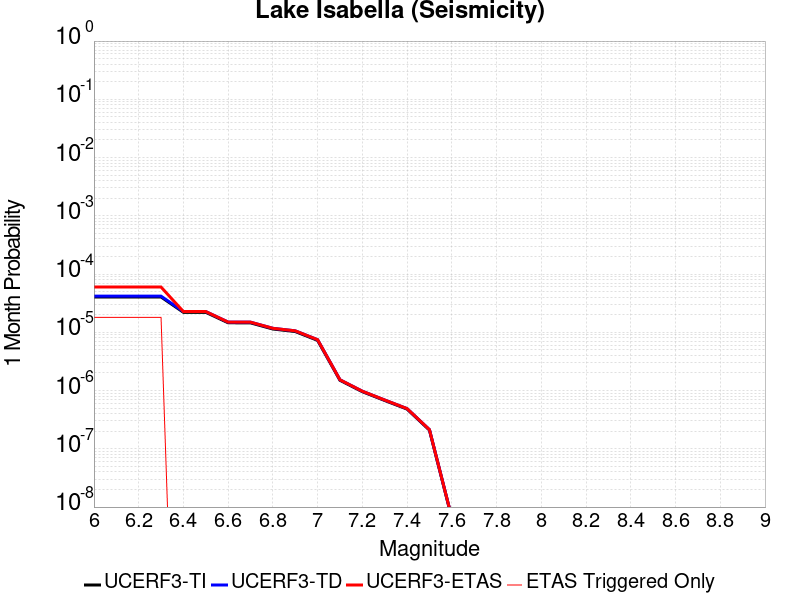 Lake Isabella (Seismicity)
1 Month Probability
10^0
10^-1
10^-2
10^-3
10^-4
10^-5
10^-6
10^-7
10^-8
6 6.2 6.4 6.6 6.8 7 7.2 7.4 7.6 7.8 8 8.2 8.4 8.6 8.8 9
Magnitude
UCERF3-TI UCERF3-TD UCERF3-ETAS ETAS Triggered Only